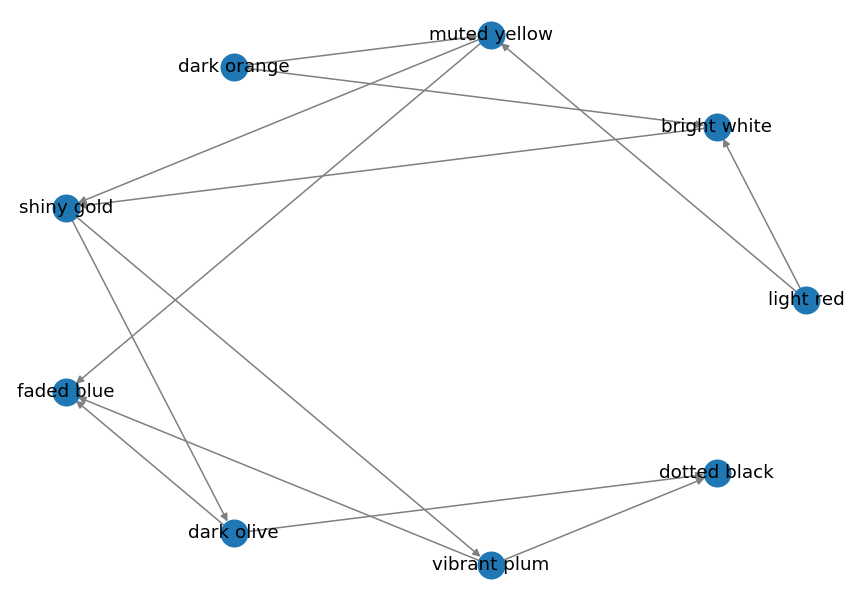 muted yellow
dark orange
bright white
shiny gold
light red
faded blue
dotted black
dark olive
vibrant plum